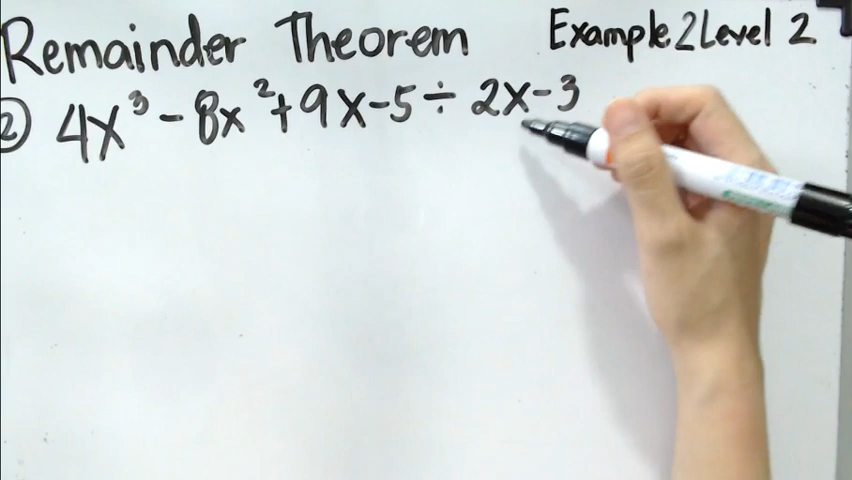 Remainder Theorem Example 2 Level 2
② 4x³ - 8x² + 9x - 5 ÷ 2x - 3